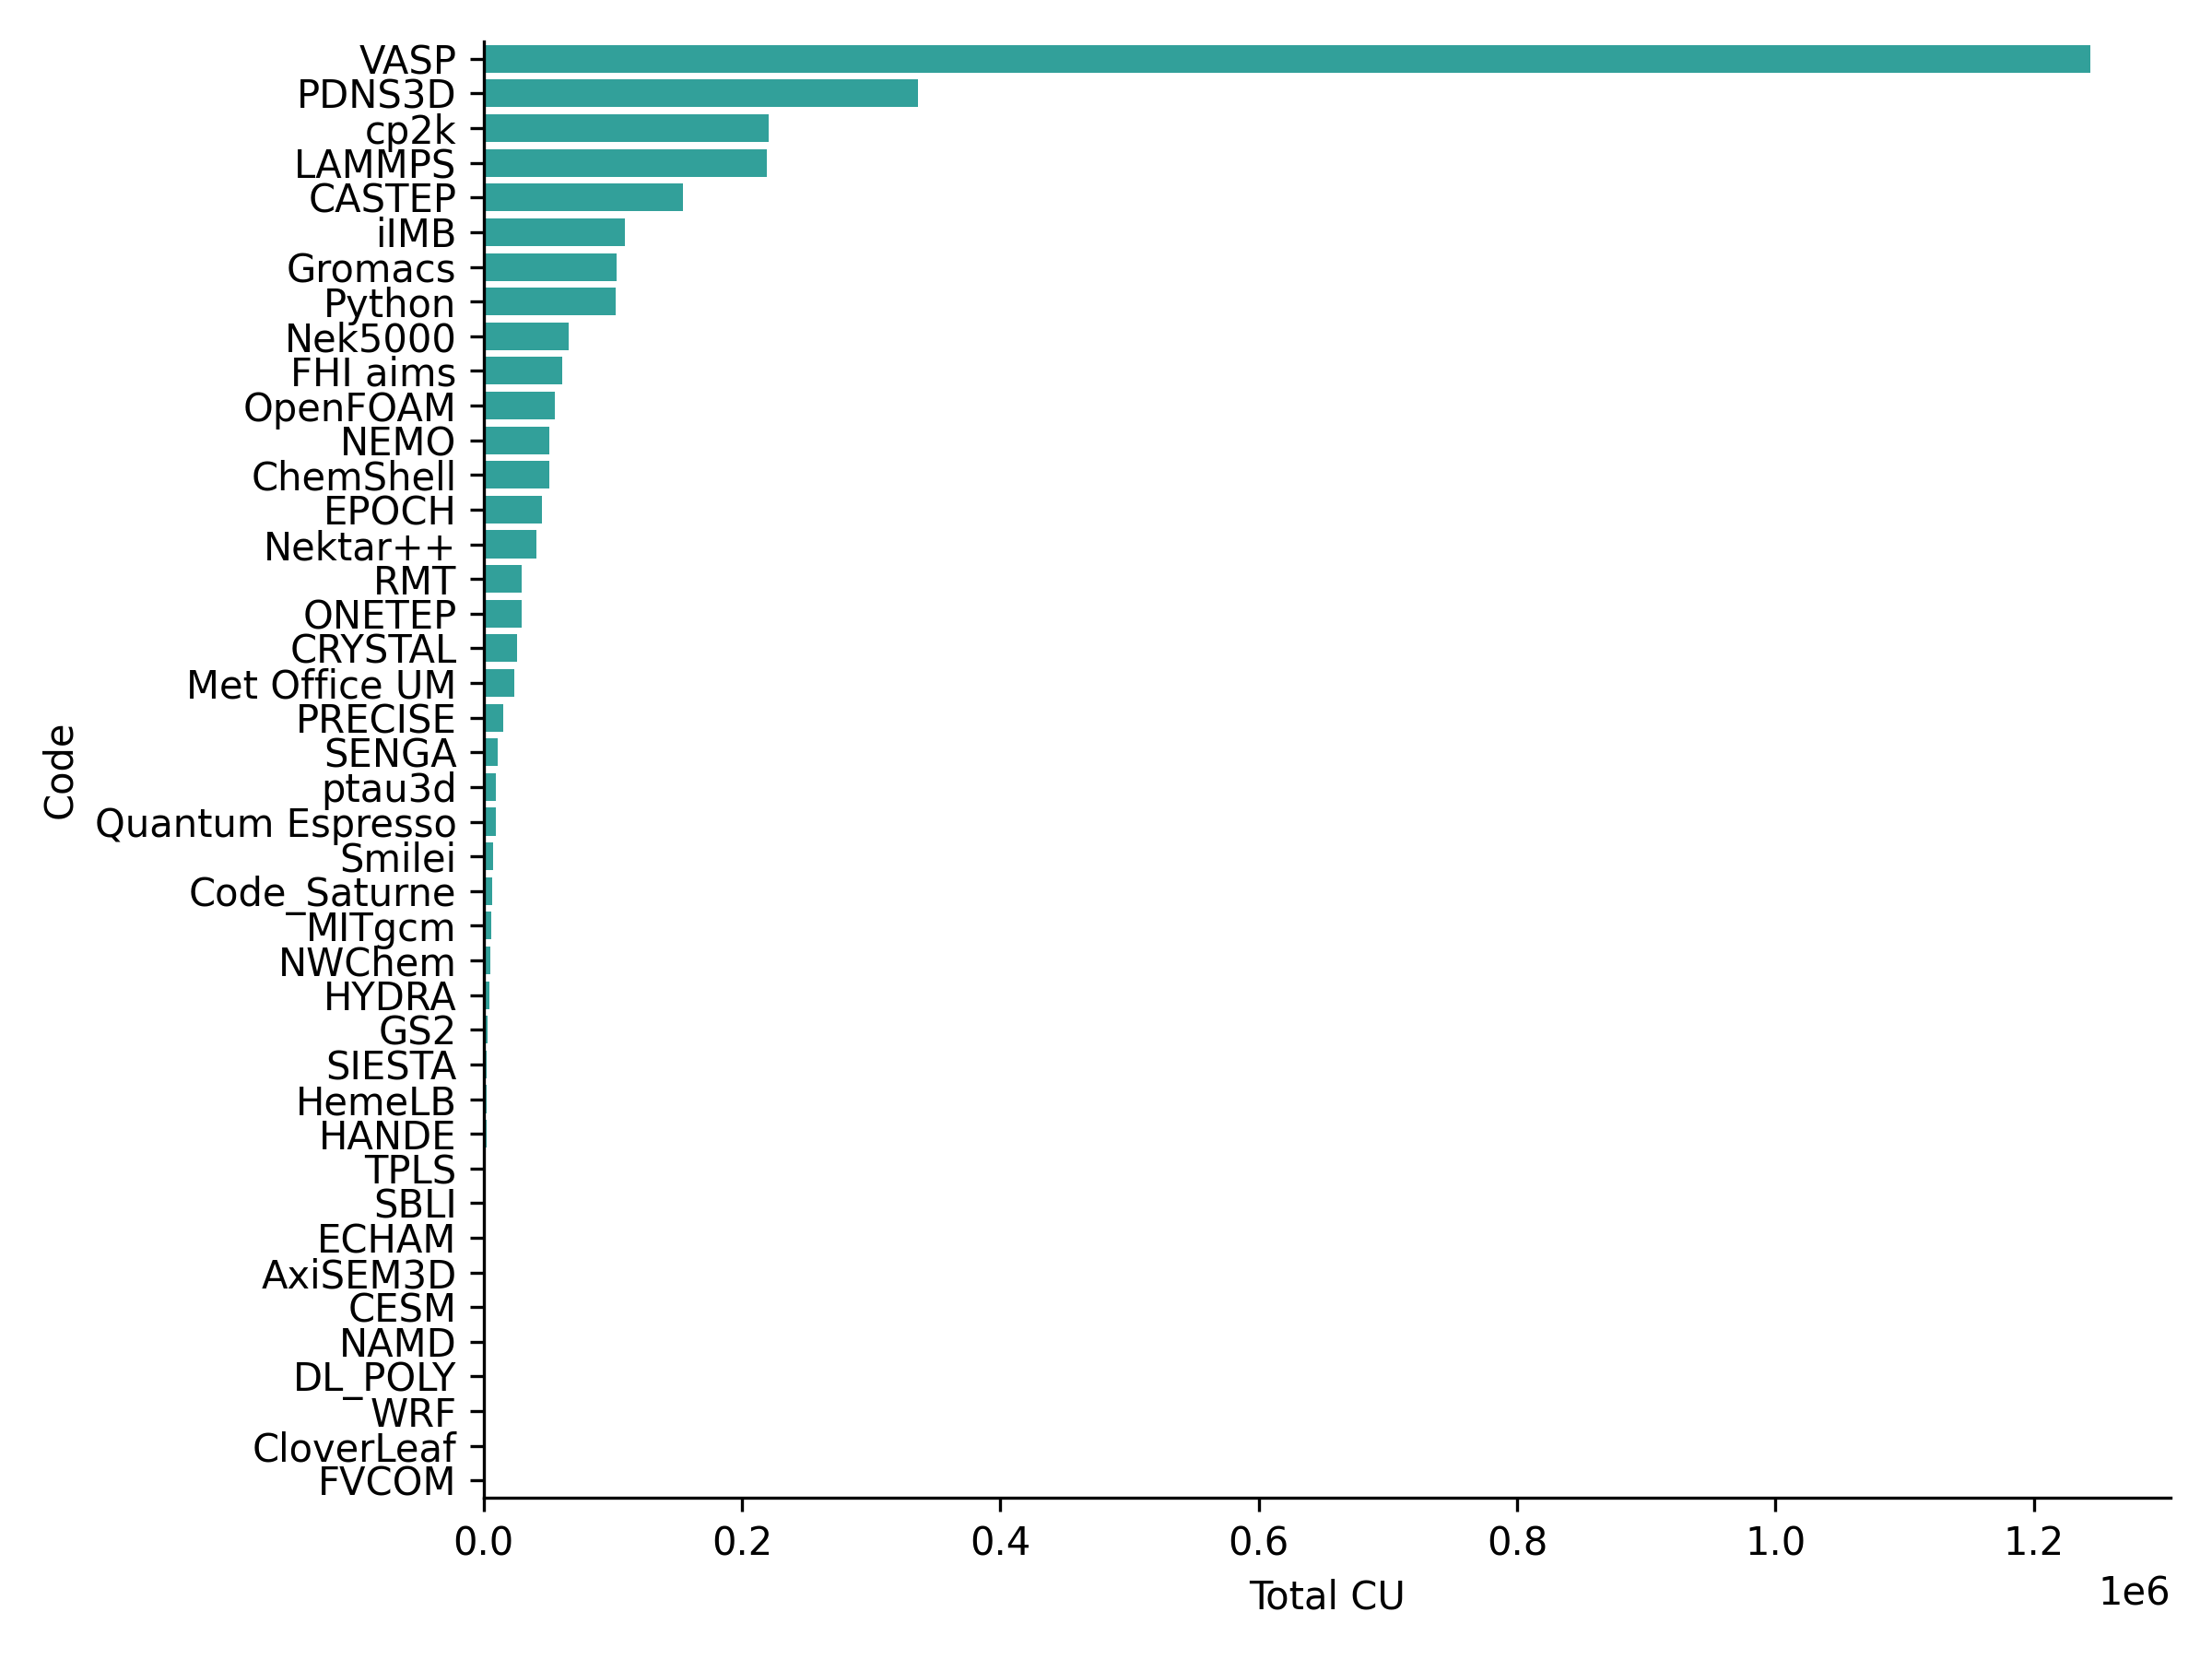 VASP
PDNS3D
cp2k
LAMMPS
CASTEP
iIMB
Gromacs
Python
Nek5000
FHI aims
OpenFOAM
NEMO
ChemShell
EPOCH
Nektar++
RMT
ONETEP
CRYSTAL
Met Office UM
PRECISE
SENGA
ptau3d
Quantum Espresso
Smilei
Code_Saturne
MITgcm
NWChem
HYDRA
GS2
SIESTA
HemeLB
HANDE
TPLS
SBLI
ECHAM
AxiSEM3D
CESM
NAMD
DL_POLY
WRF
CloverLeaf
FVCOM
Code
0.0 0.2 0.4 0.6 0.8 1.0 1.2
1e6
Total CU